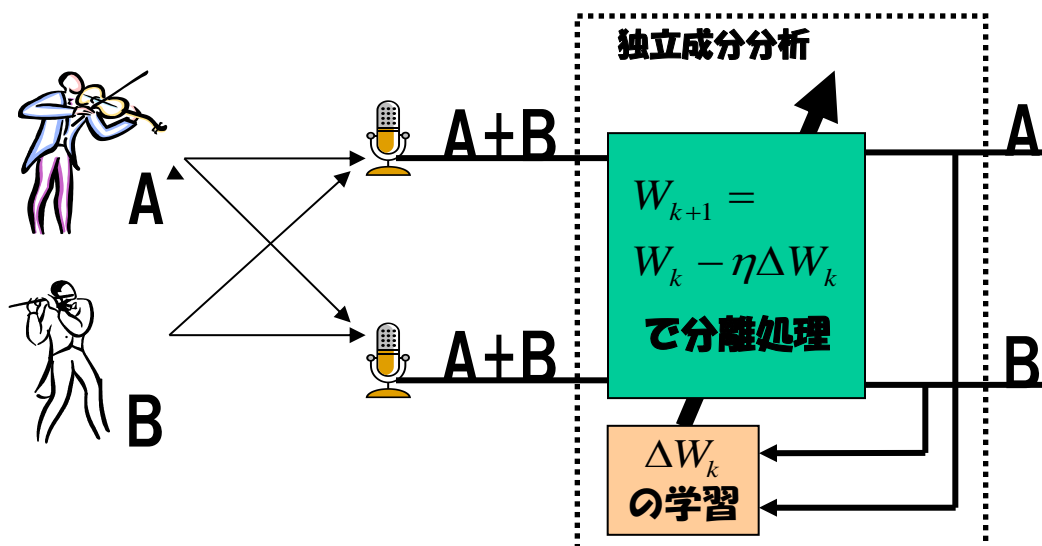 独立成分分析
A
A+B
A
W_{k+1} =
W_k − ηΔW_k
で分離処理
B
A+B
B
ΔW_k
の学習